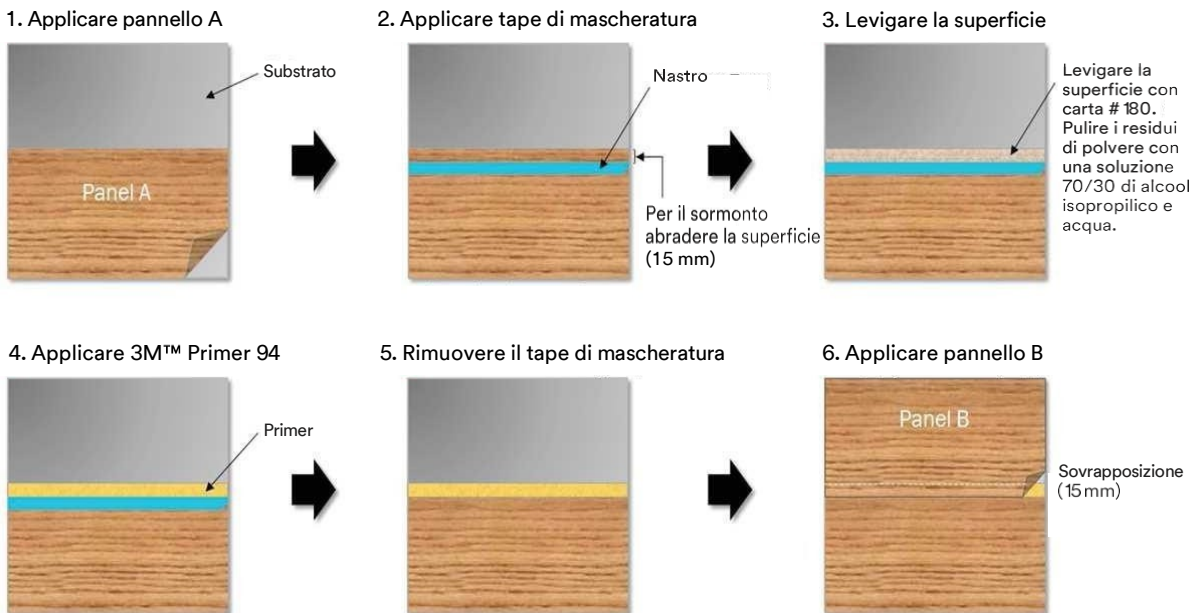 1. Applicare pannello A
Substrato
Panel A
2. Applicare tape di mascheratura
Nastro
Per il sormonto
abradere la superficie
(15 mm)
3. Levigare la superficie
Levigare la
superficie con
carta # 180.
Pulire i residui
di polvere con
una soluzione
70/30 di alcool
isopropilico e
acqua.
4. Applicare 3M™ Primer 94
Primer
5. Rimuovere il tape di mascheratura
6. Applicare pannello B
Panel B
Sovrapposizione
(15mm)